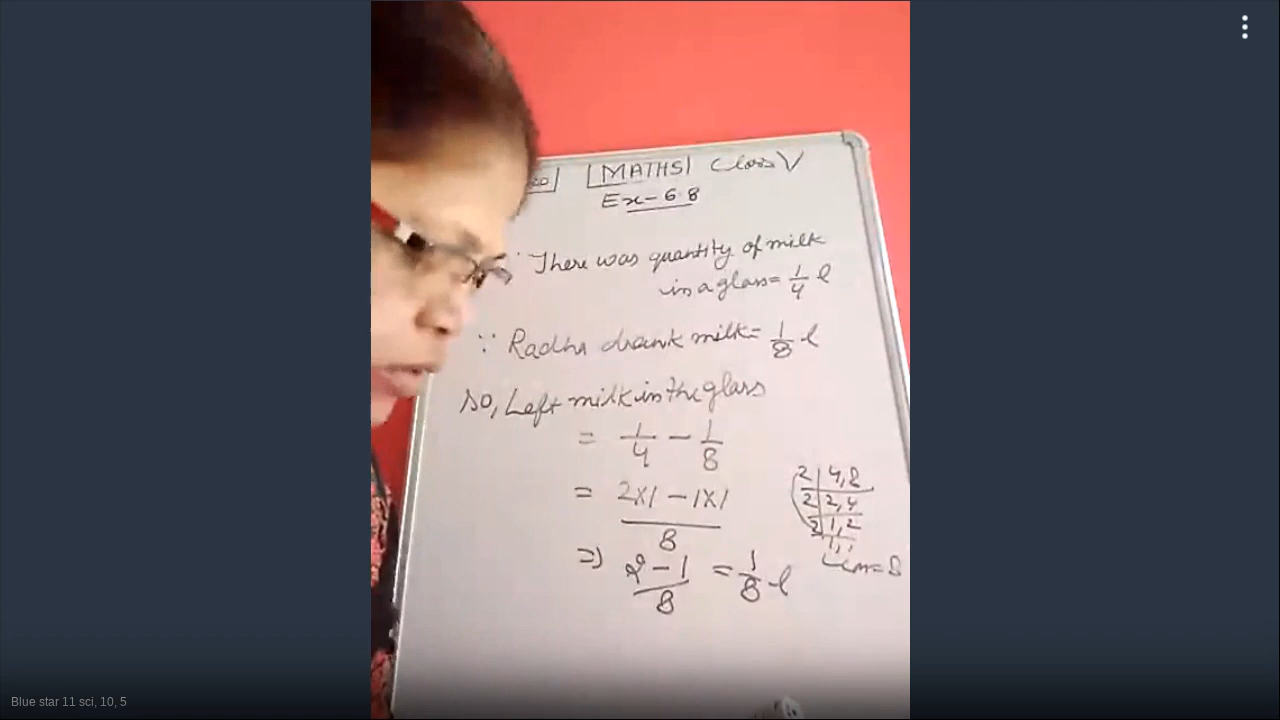 MATHS Class V
Ex-6.8
∵ There was quantity of milk
in a glass= 1/4 l
∵ Radha drank milk= 1/8 l
so, Left milk in the glass
= 1/4 - 1/8
= 2x1 - 1x1 / 8
=> 2-1 / 8 = 1/8 l
2 | 4,8
2 | 2,4
2 | 1,2
1,1
Lcm=8
Blue star 11 sci, 10, 5